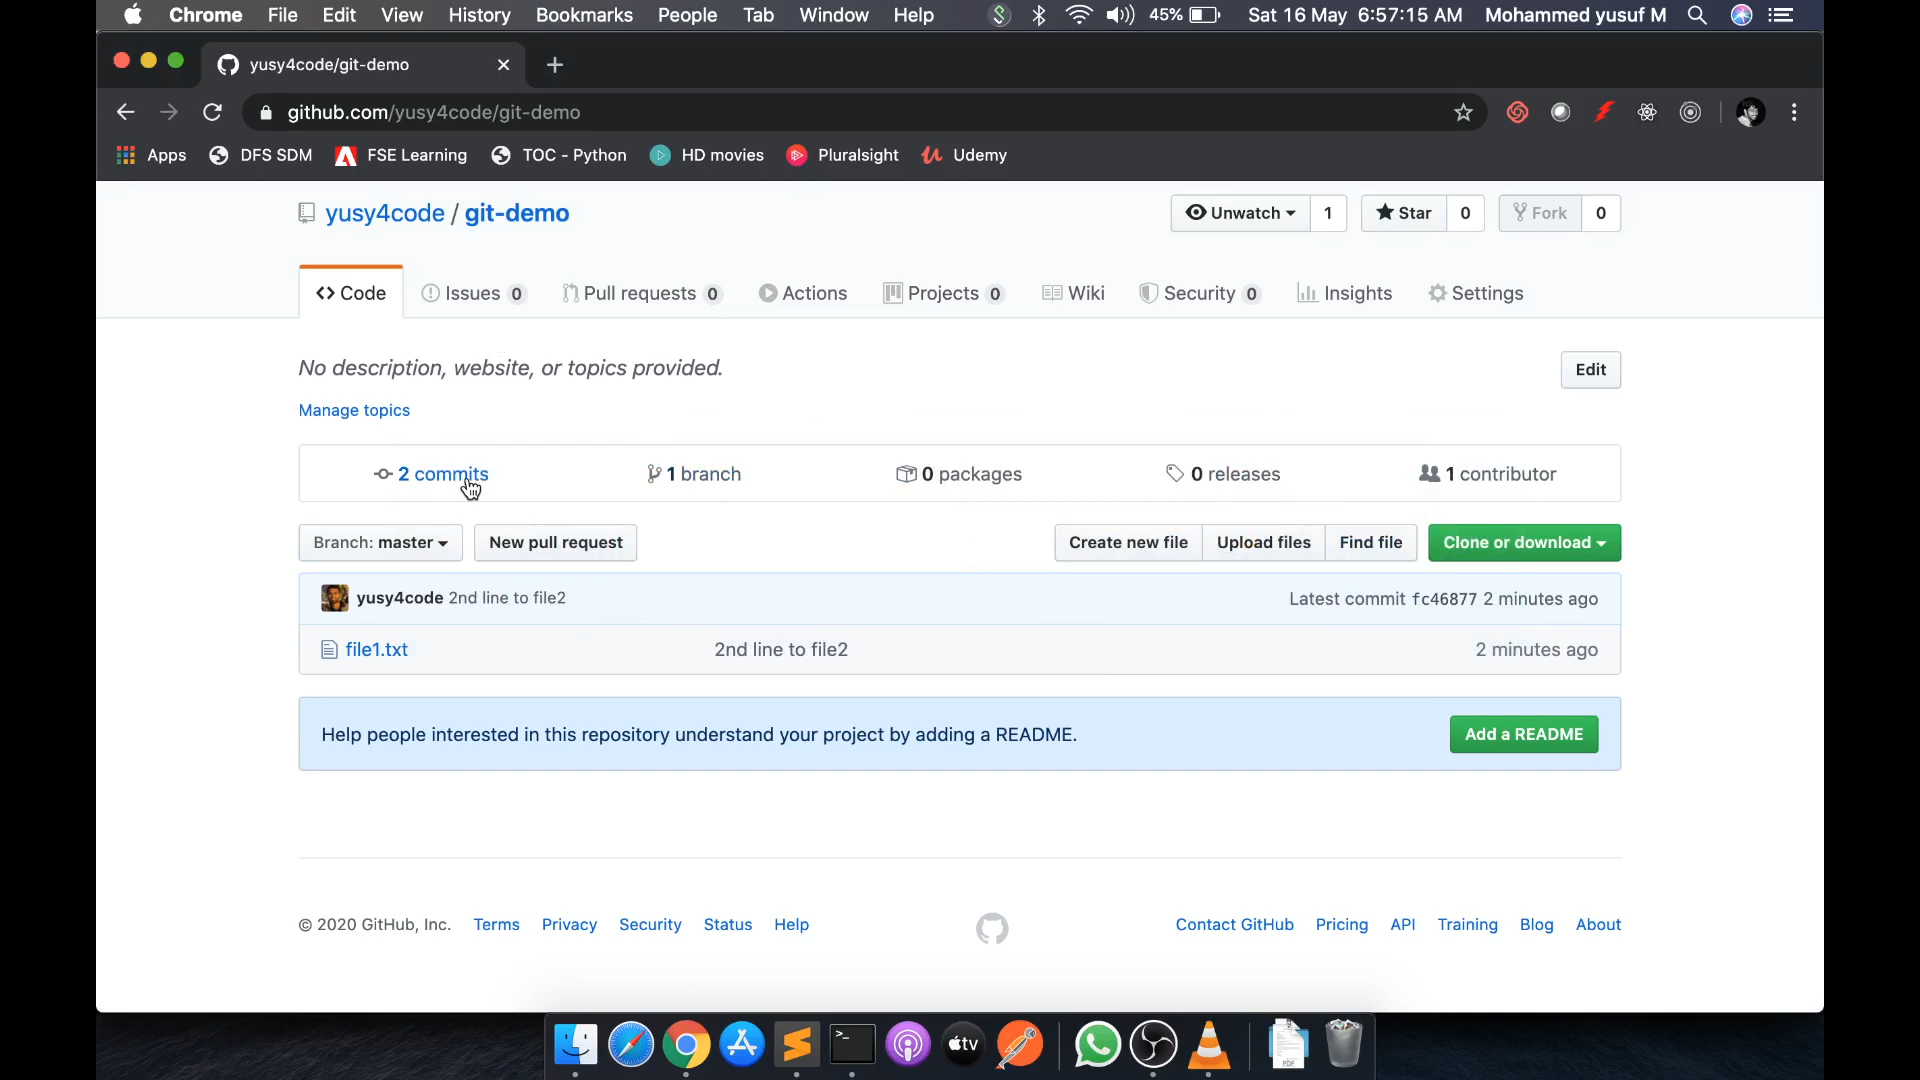 Chrome File Edit View History Bookmarks People Tab Window Help 45% Sat 16 May 6:57:15 AM Mohammed yusuf M
yusy4code/git-demo
github.com/yusy4code/git-demo
Apps DFS SDM FSE Learning TOC - Python HD movies Pluralsight Udemy
yusy4code / git-demo Unwatch 1 Star 0 Fork 0
Code Issues 0 Pull requests 0 Actions Projects 0 Wiki Security 0 Insights Settings
No description, website, or topics provided. Edit
Manage topics
2 commits 1 branch 0 packages 0 releases 1 contributor
Branch: master New pull request Create new file Upload files Find file Clone or download
yusy4code 2nd line to file2 Latest commit fc46877 2 minutes ago
file1.txt 2nd line to file2 2 minutes ago
Help people interested in this repository understand your project by adding a README. Add a README
© 2020 GitHub, Inc. Terms Privacy Security Status Help Contact GitHub Pricing API Training Blog About
tv
PDF